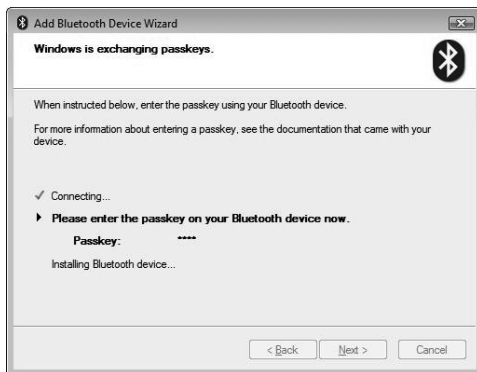 Add Bluetooth Device Wizard
Windows is exchanging passkeys.
When instructed below, enter the passkey using your Bluetooth device.
For more information about entering a passkey, see the documentation that came with your
device.
Connecting...
Please enter the passkey on your Bluetooth device now.
Passkey: ****
Installing Bluetooth device...
< Back Next > Cancel